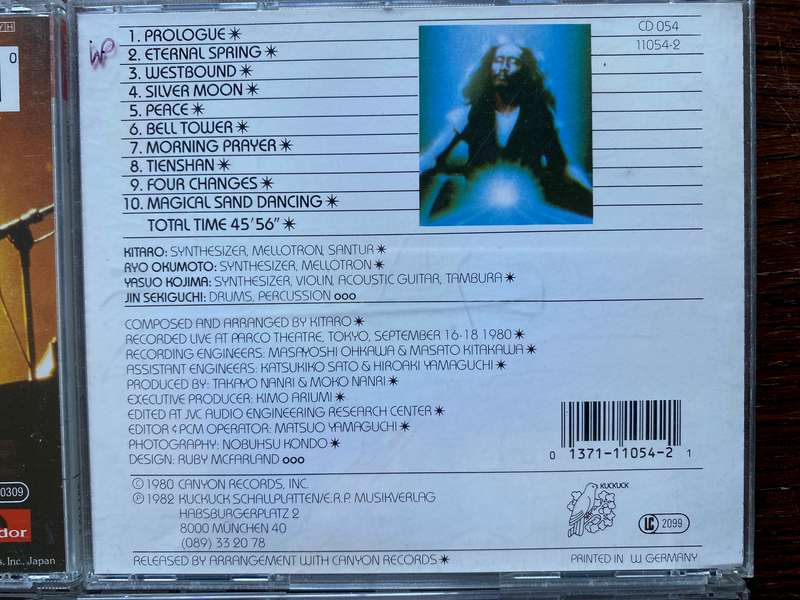 1. PROLOGUE✴
2. ETERNAL SPRING✴
3. WESTBOUND✴
4. SILVER MOON✴
5. PEACE✴
6. BELL TOWER✴
7. MORNING PRAYER✴
8. TIENSHAN✴
9. FOUR CHANGES✴
10. MAGICAL SAND DANCING✴
TOTAL TIME 45'56"✴
CD 054
11054-2
KITARO: SYNTHESIZER, MELLOTRON, SANTUR✴
RYO OKUMOTO: SYNTHESIZER, MELLOTRON✴
YASUO KOJIMA: SYNTHESIZER, VIOLIN, ACOUSTIC GUITAR, TAMBURA✴
JIN SEKIGUCHI: DRUMS, PERCUSSION ooo
COMPOSED AND ARRANGED BY KITARO✴
RECORDED LIVE AT PARCO THEATRE, TOKYO, SEPTEMBER 16-18 1980✴
RECORDING ENGINEERS: MASAYOSHI OHKAWA & MASATO KITAKAWA✴
ASSISTANT ENGINEERS: KATSUKIKO SATO & HIROAKI YAMAGUCHI✴
PRODUCED BY: TAKAYO NANRI & MOKO NANRI✴
EXECUTIVE PRODUCER: KIMO ARIUMI✴
EDITED AT JVC AUDIO ENGINEERING RESEARCH CENTER✴
EDITOR & PCM OPERATOR: MATSUO YAMAGUCHI✴
PHOTOGRAPHY: NOBUHSU KONDO✴
DESIGN: RUBY McFARLAND ooo
0 1371-11054-2 1
© 1980 CANYON RECORDS, INC.
℗ 1982 KUCKUCK SCHALLPLATTEN/E.R.P. MUSIKVERLAG
HABSBURGERPLATZ 2
8000 MÜNCHEN 40
(089) 33 20 78
KUCKUCK
LC 2099
RELEASED BY ARRANGEMENT WITH CANYON RECORDS✴
PRINTED IN W GERMANY
0
0309
dor
s, Inc., Japan